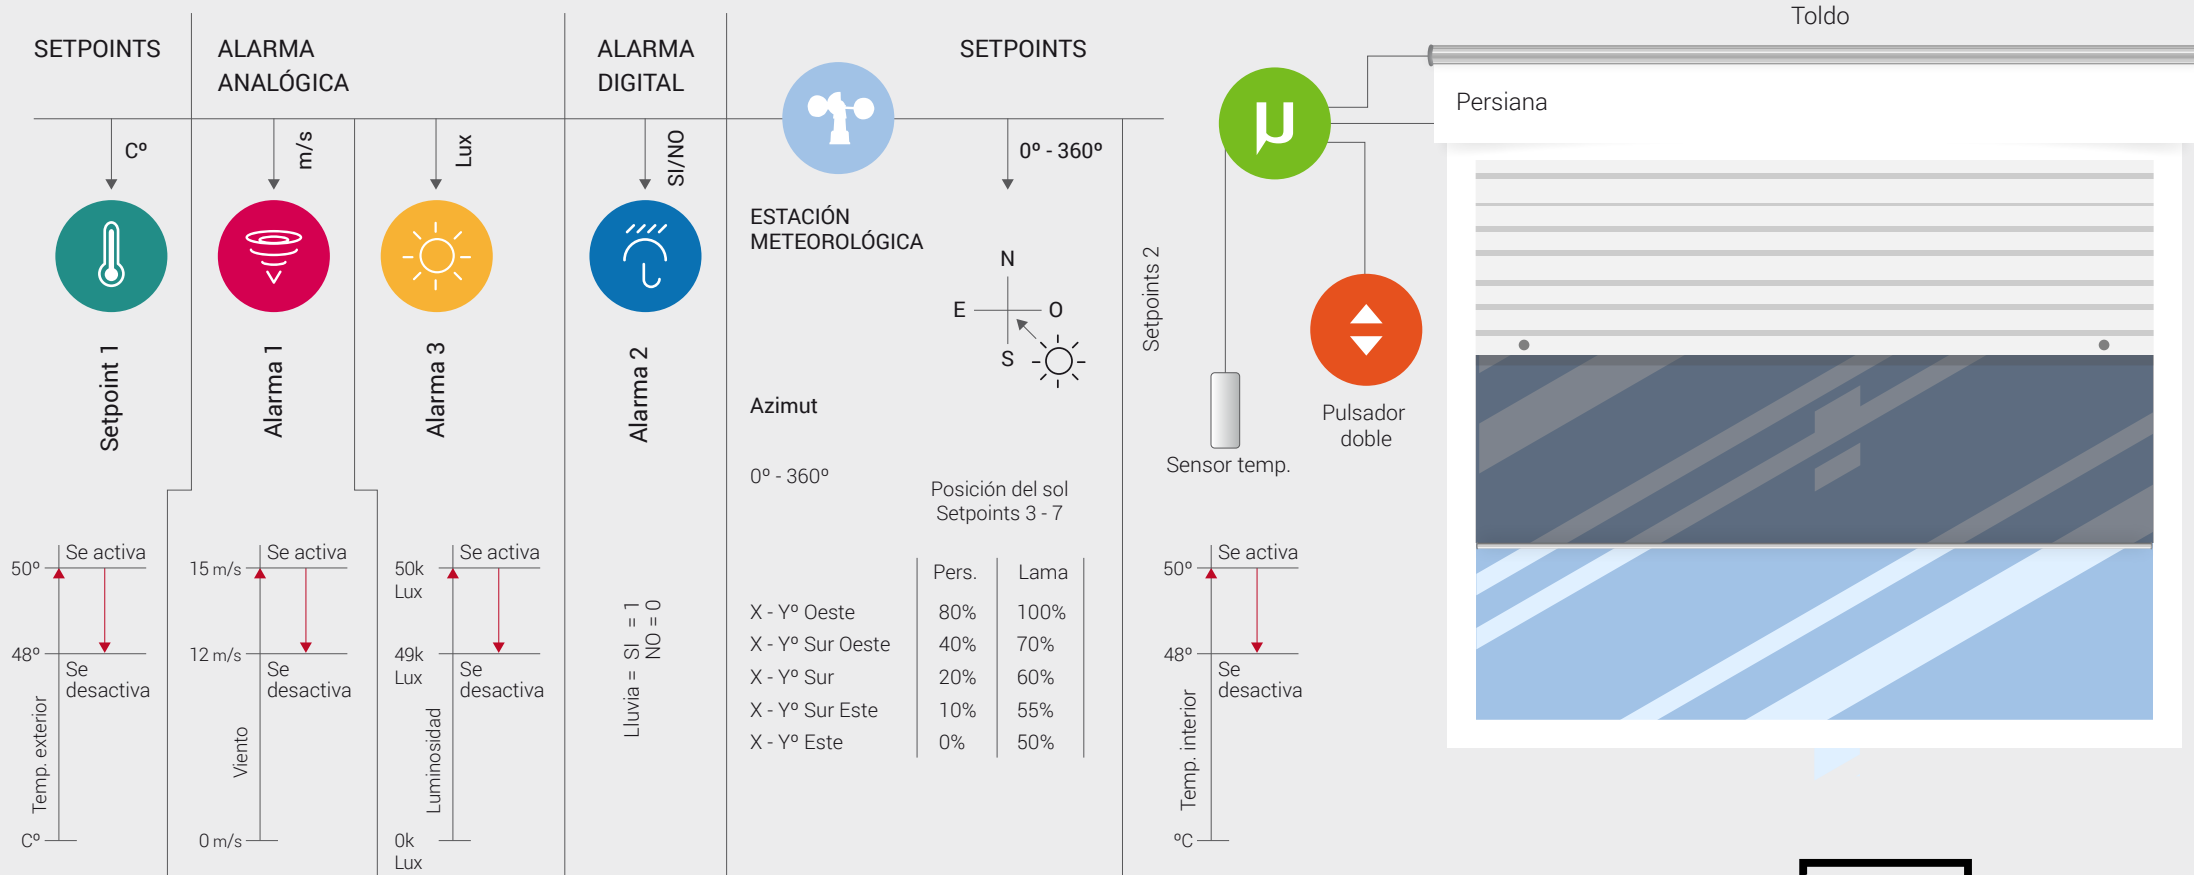 Toldo
SETPOINTS
ALARMA
ANALÓGICA
ALARMA
DIGITAL
SETPOINTS
Persiana
µ
Cº
m/s
Lux
SI/NO
0º - 360º
ESTACIÓN
METEOROLÓGICA
N
E
O
S
Setpoints 2
Setpoint 1
Alarma 1
Alarma 3
Alarma 2
Azimut
Pulsador
doble
Sensor temp.
0º - 360º
Posición del sol
Setpoints 3 - 7
50º
Se activa
48º
Se
desactiva
Temp. exterior
Cº
15 m/s
Se activa
12 m/s
Se
desactiva
Viento
0 m/s
50k
Lux
Se activa
49k
Lux
Se
desactiva
Luminosidad
0k
Lux
Lluvia = SI = 1
NO = 0
Pers. Lama
X - Yº Oeste 80% 100%
X - Yº Sur Oeste 40% 70%
X - Yº Sur 20% 60%
X - Yº Sur Este 10% 55%
X - Yº Este 0% 50%
50º
Se activa
48º
Se
desactiva
Temp. interior
ºC